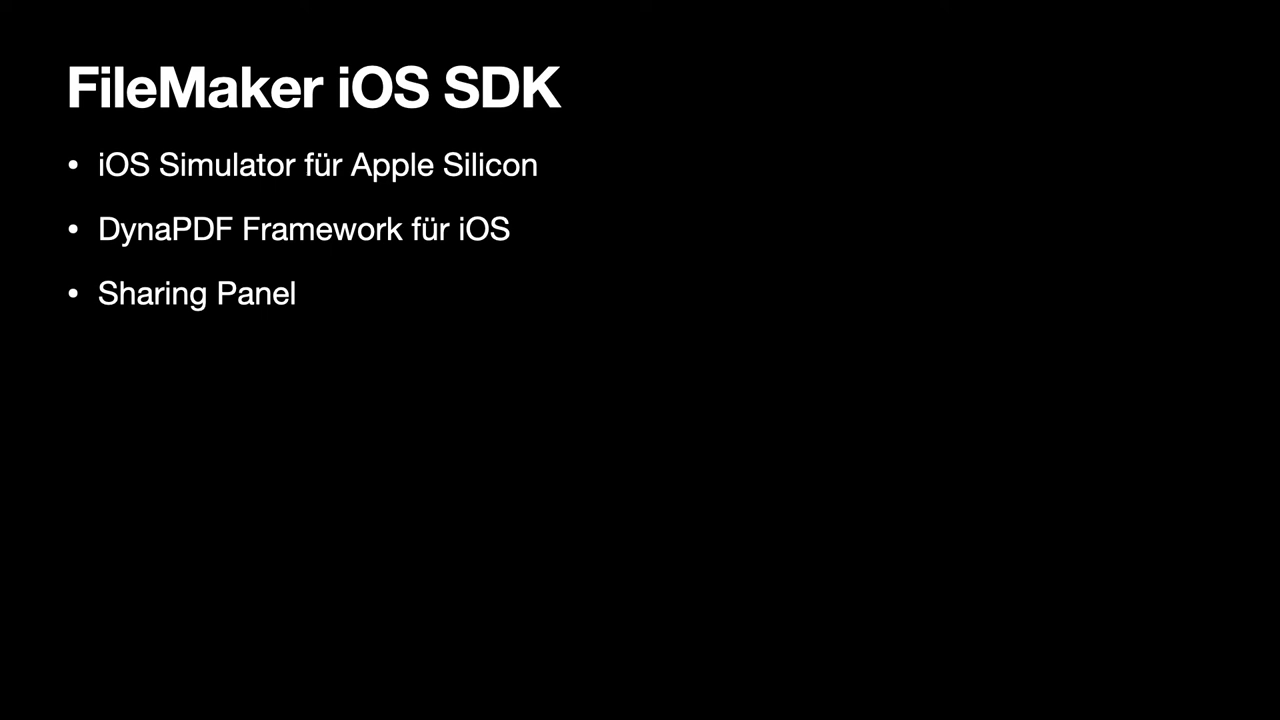 FileMaker iOS SDK
• iOS Simulator für Apple Silicon
• DynaPDF Framework für iOS
• Sharing Panel